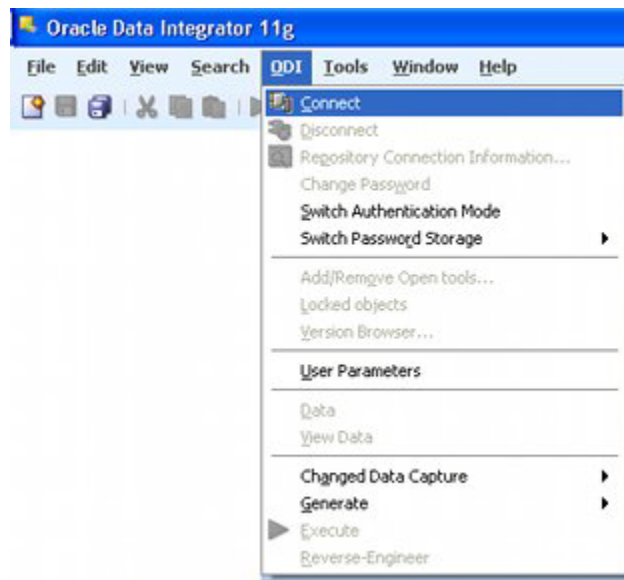 Oracle Data Integrator 11g
File Edit View Search ODI Tools Window Help
Connect
Disconnect
Repository Connection Information...
Change Password
Switch Authentication Mode
Switch Password Storage
Add/Remove Open tools...
Locked objects
Version Browser...
User Parameters
Data
View Data
Changed Data Capture
Generate
Execute
Reverse-Engineer